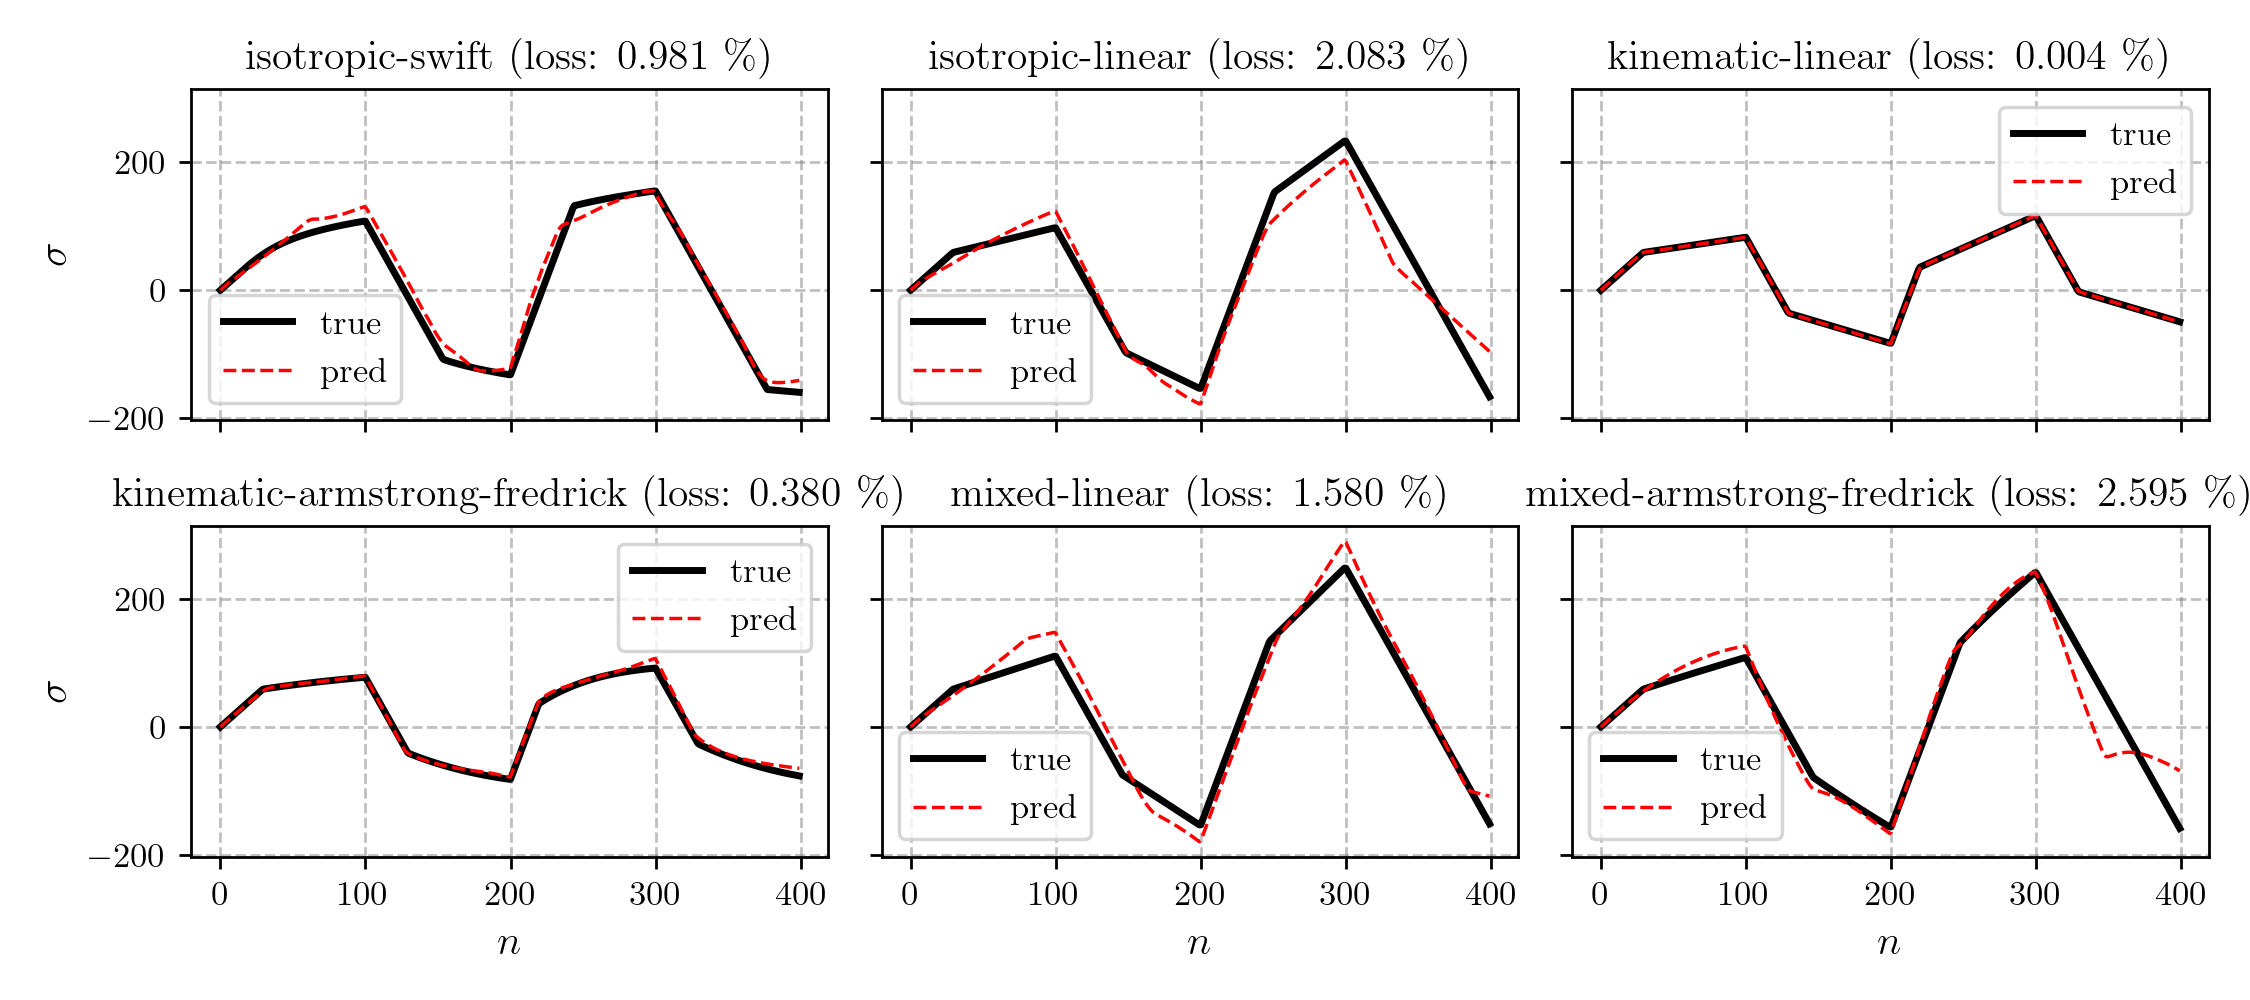 isotropic-swift (loss: 0.981 %)
isotropic-linear (loss: 2.083 %)
kinematic-linear (loss: 0.004 %)
σ
200
0
−200
true
pred
true
pred
true
pred
kinematic-armstrong-fredrick (loss: 0.380 %)
mixed-linear (loss: 1.580 %)
mixed-armstrong-fredrick (loss: 2.595 %)
σ
200
0
−200
true
pred
true
pred
true
pred
0 100 200 300 400
0 100 200 300 400
0 100 200 300 400
n
n
n